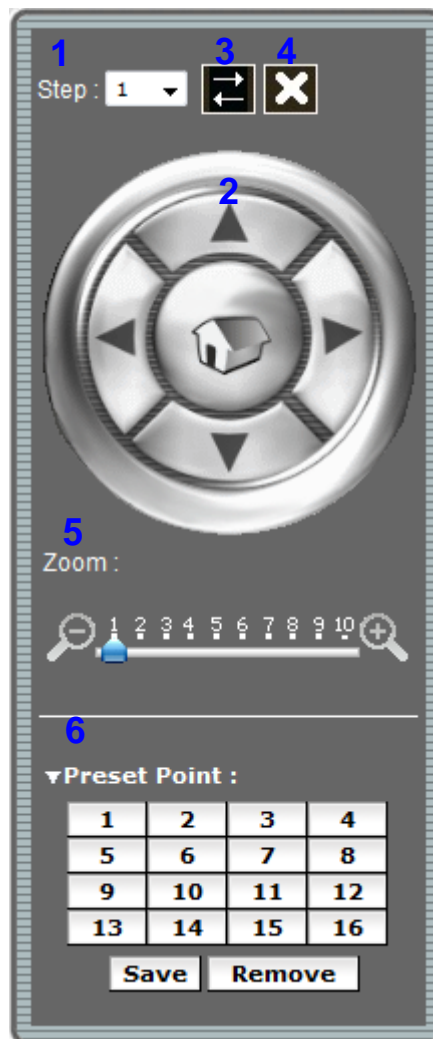 1 3 4
Step : 1
2
5
Zoom :
1 2 3 4 5 6 7 8 9 10
6
▼Preset Point :
1 2 3 4
5 6 7 8
9 10 11 12
13 14 15 16
Save Remove